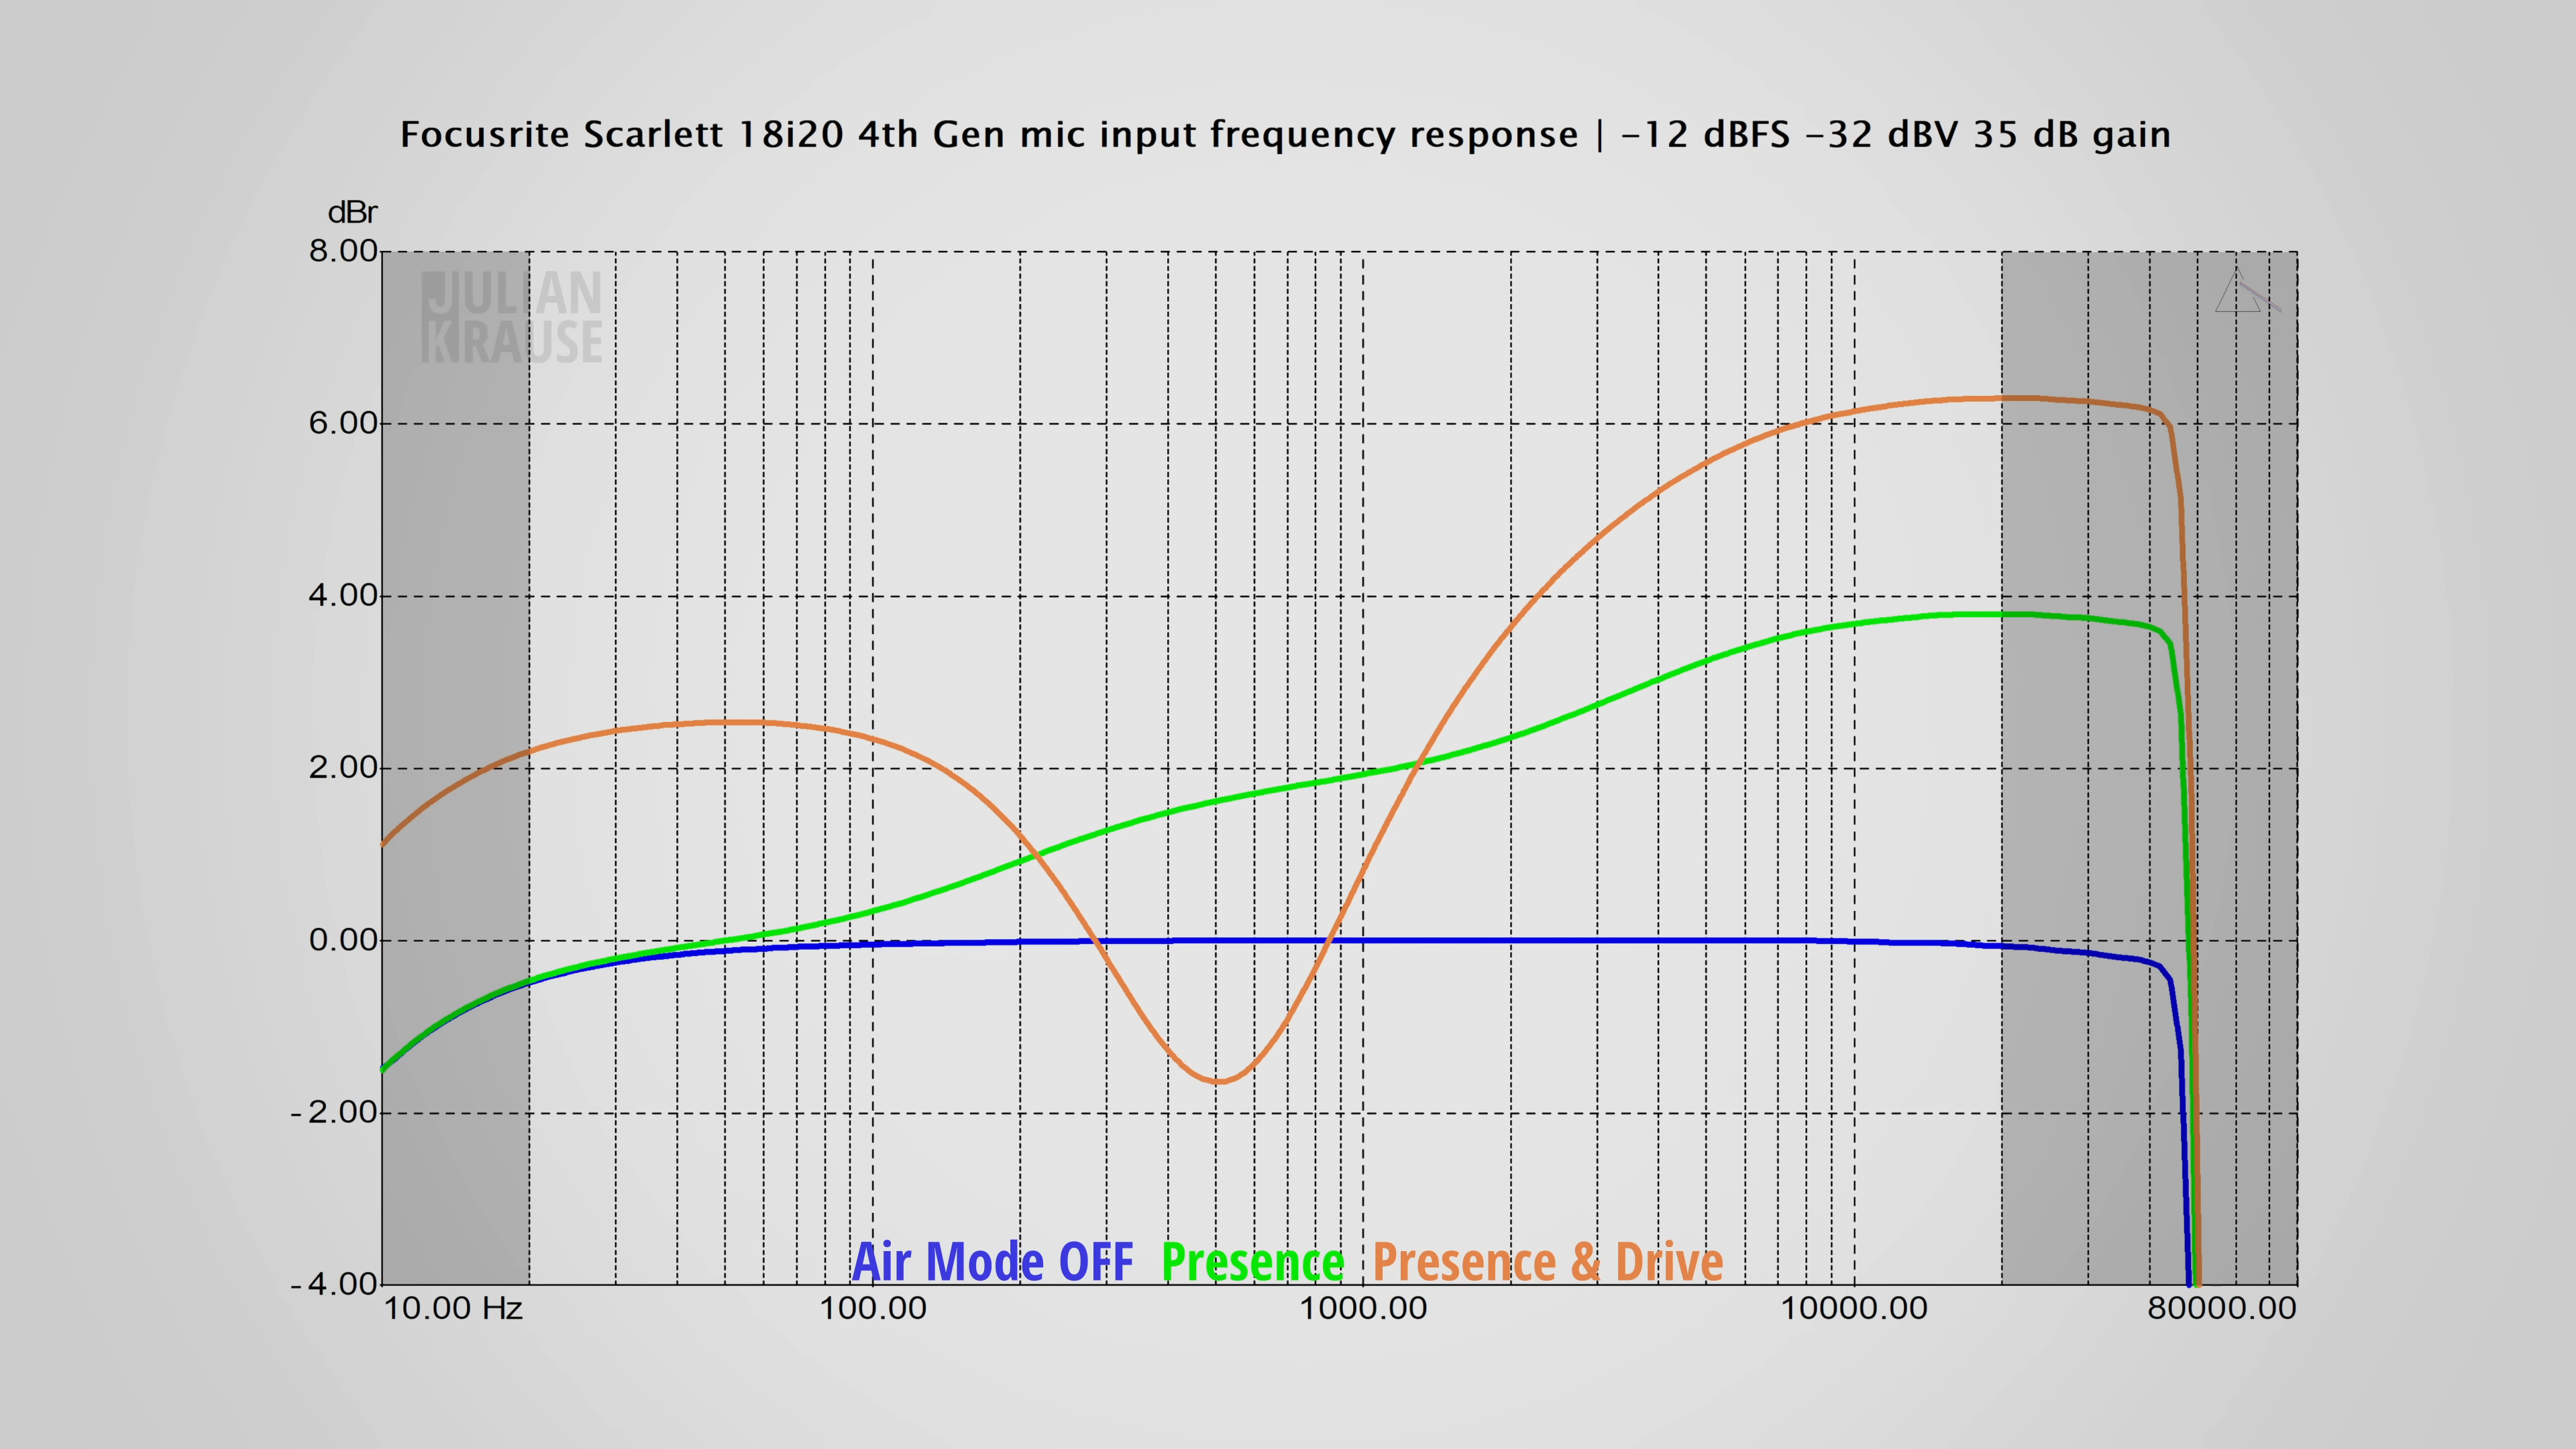 Focusrite Scarlett 18i20 4th Gen mic input frequency response | -12 dBFS -32 dBV 35 dB gain
dBr
8.00
JULIAN
KRAUSE
6.00
4.00
2.00
0.00
-2.00
-4.00
Air Mode OFF Presence Presence & Drive
10.00 Hz 100.00 1000.00 10000.00 80000.00